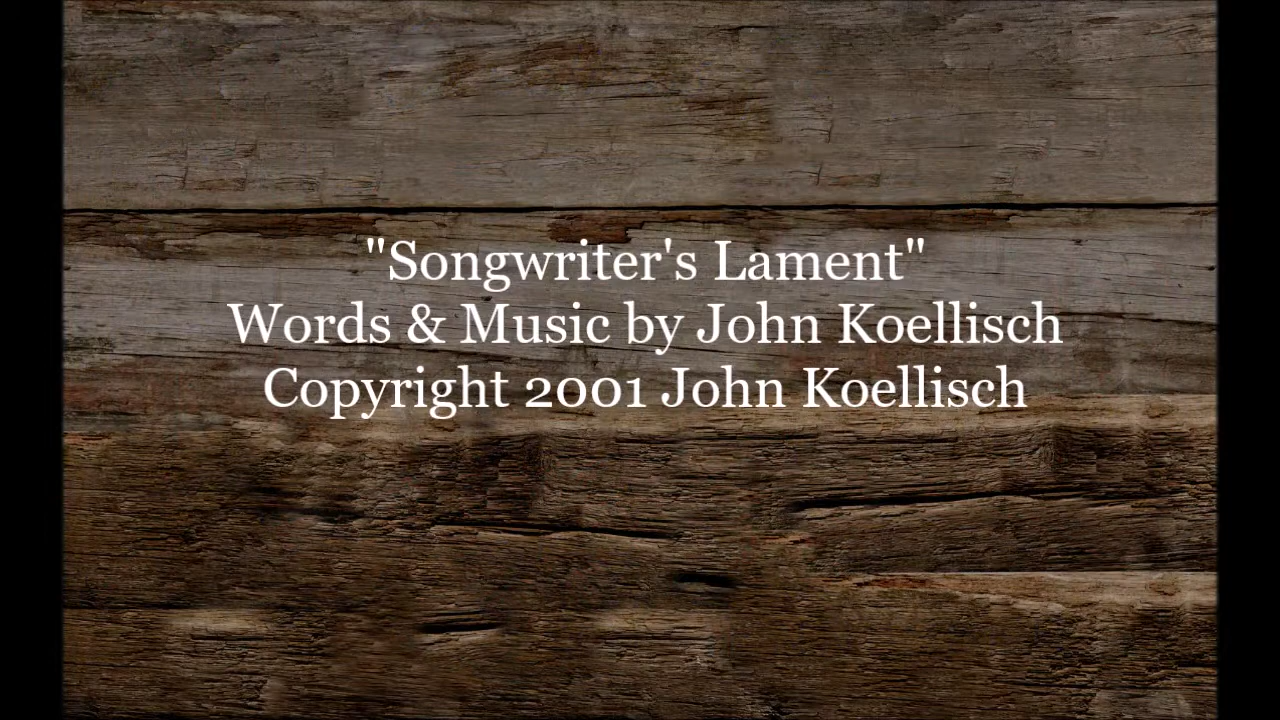 "Songwriter's Lament"
Words & Music by John Koellisch
Copyright 2001 John Koellisch